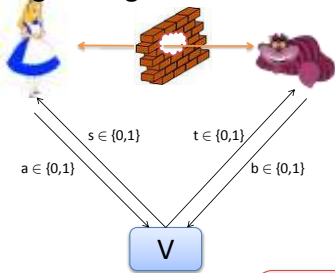 s ∈ {0,1}
t ∈ {0,1}
a ∈ {0,1}
b ∈ {0,1}
V